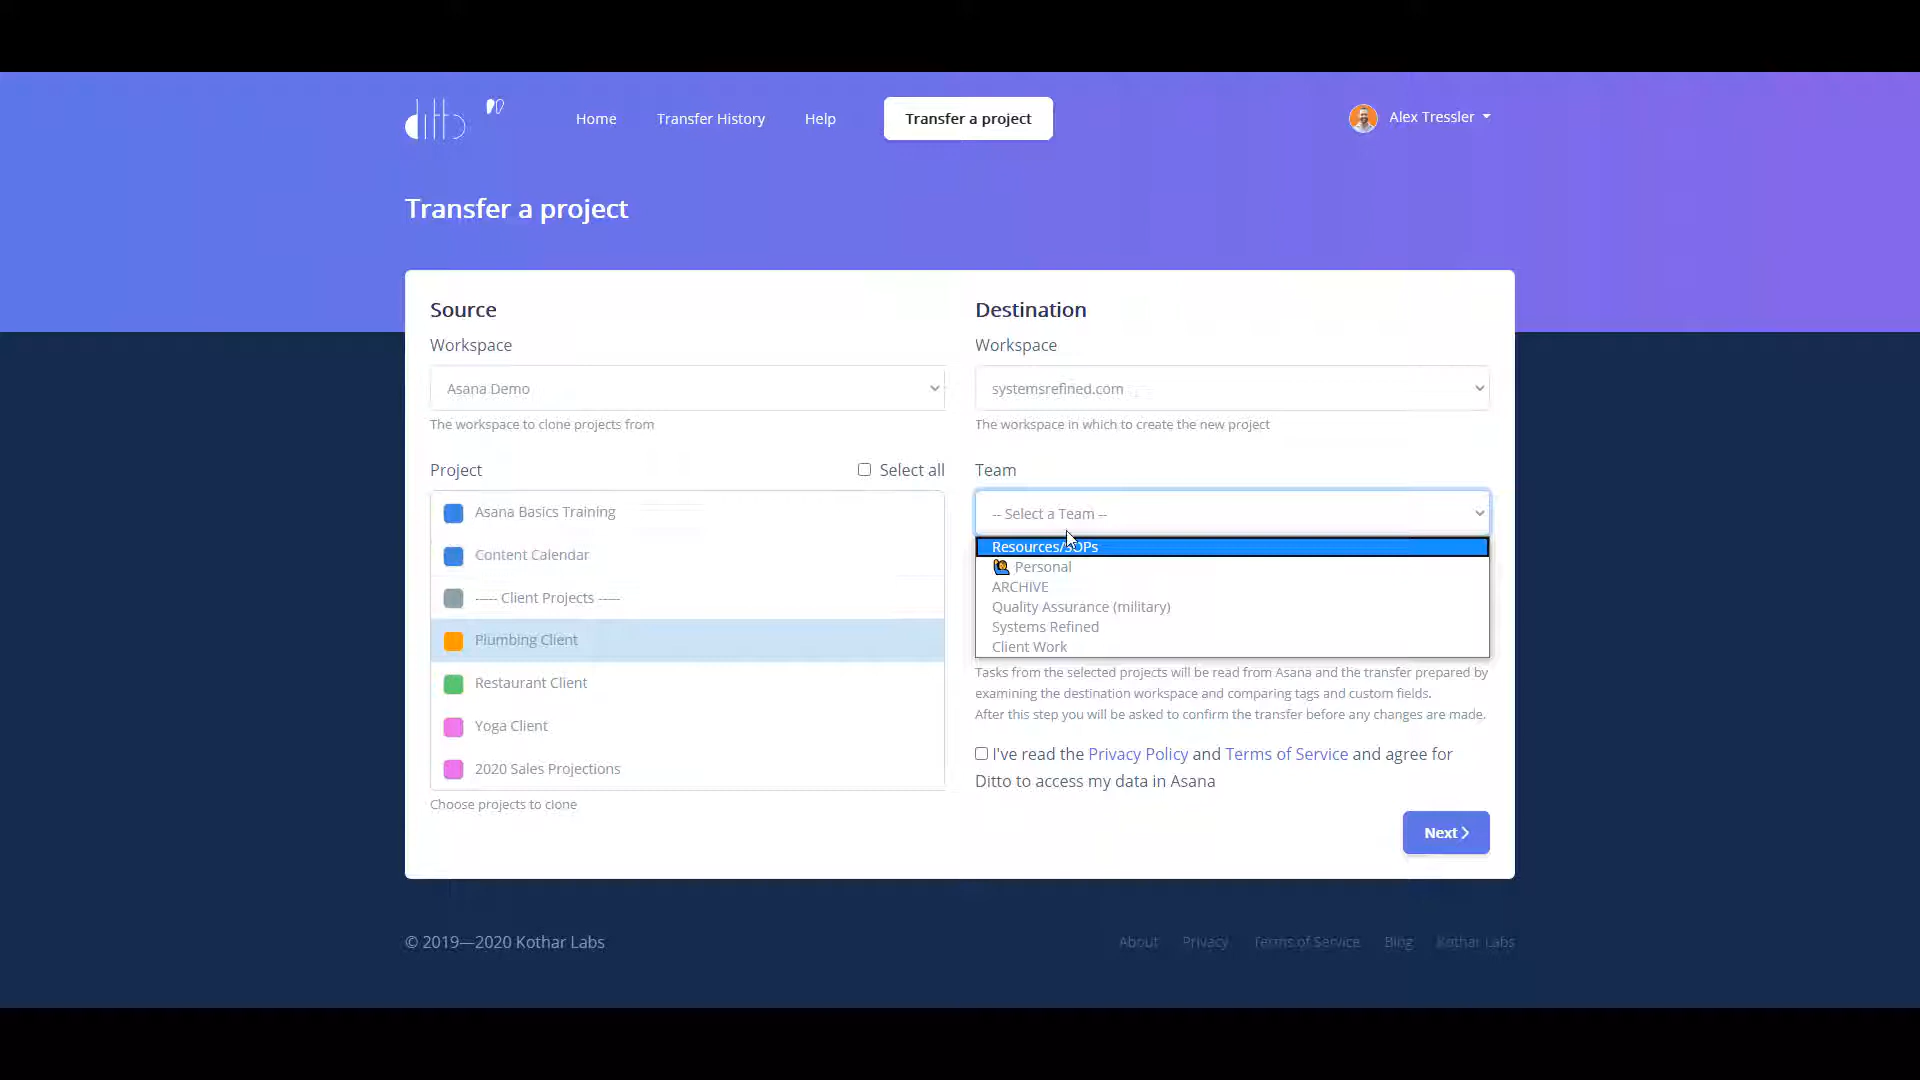 ditto
Home
Transfer History
Help
Transfer a project
Alex Tressler
Transfer a project
Source
Workspace
Asana Demo
The workspace to clone projects from
Project
Select all
Asana Basics Training
Content Calendar
----- Client Projects -----
Plumbing Client
Restaurant Client
Yoga Client
2020 Sales Projections
Choose projects to clone
Destination
Workspace
systemsrefined.com
The workspace in which to create the new project
Team
-- Select a Team --
Resources/SOPs
Personal
ARCHIVE
Quality Assurance (military)
Systems Refined
Client Work
Tasks from the selected projects will be read from Asana and the transfer prepared by
examining the destination workspace and comparing tags and custom fields.
After this step you will be asked to confirm the transfer before any changes are made.
I've read the Privacy Policy and Terms of Service and agree for
Ditto to access my data in Asana
Next
© 2019—2020 Kothar Labs
About
Privacy
Terms of Service
Blog
Kothar Labs